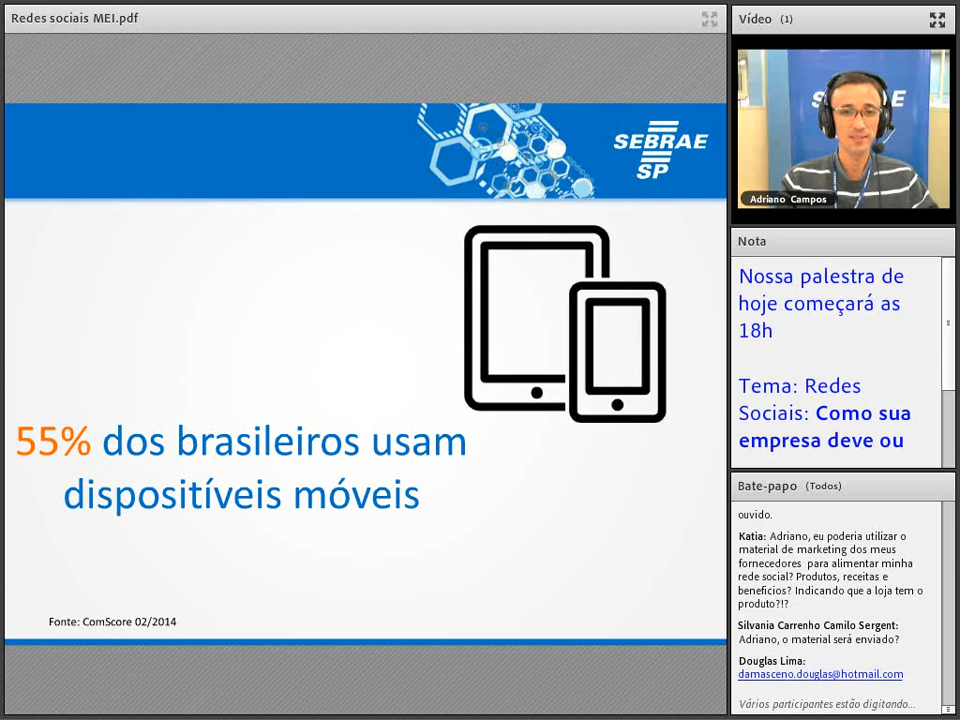 Redes sociais MEI.pdf
SEBRAE
SP
55% dos brasileiros usam
dispositíveis móveis
Fonte: ComScore 02/2014
Vídeo (1)
Adriano Campos
Nota
Nossa palestra de
hoje começará as
18h
Tema: Redes
Sociais: Como sua
empresa deve ou
Bate-papo (Todos)
ouvido.
Katia: Adriano, eu poderia utilizar o
material de marketing dos meus
fornecedores para alimentar minha
rede social? Produtos, receitas e
beneficios? Indicando que a loja tem o
produto?!?
Silvania Carrenho Camilo Sergent:
Adriano, o material será enviado?
Douglas Lima:
damasceno.douglas@hotmail.com
Vários participantes estão digitando...